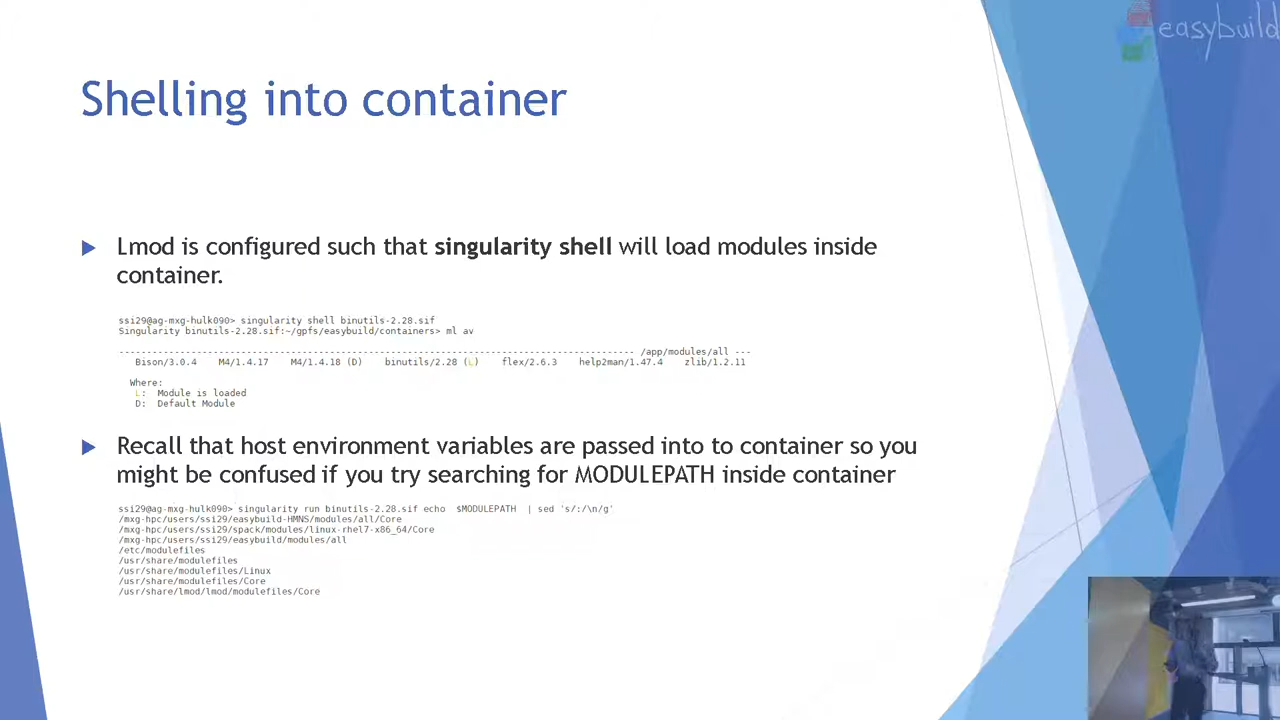 easybuild
Shelling into container
Lmod is configured such that singularity shell will load modules inside
container.
ssi29@ag-mxg-hulk090> singularity shell binutils-2.28.sif
Singularity binutils-2.28.sif:~/gpfs/easybuild/containers> ml av
--------------------------------------------------------------------------------------------- /app/modules/all ---
Bison/3.0.4 M4/1.4.17 M4/1.4.18 (D) binutils/2.28 (L) flex/2.6.3 help2man/1.47.4 zlib/1.2.11
Where:
L: Module is loaded
D: Default Module
Recall that host environment variables are passed into to container so you
might be confused if you try searching for MODULEPATH inside container
ssi29@ag-mxg-hulk090> singularity run binutils-2.28.sif echo $MODULEPATH | sed 's/:/\n/g'
/mxg-hpc/users/ssi29/easybuild-HMNS/modules/all/Core
/mxg-hpc/users/ssi29/spack/modules/linux-rhel7-x86_64/Core
/mxg-hpc/users/ssi29/easybuild/modules/all
/etc/modulefiles
/usr/share/modulefiles
/usr/share/modulefiles/Linux
/usr/share/modulefiles/Core
/usr/share/lmod/lmod/modulefiles/Core